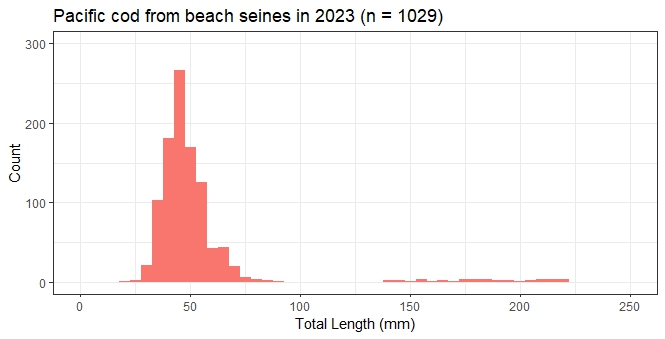 Pacific cod from beach seines in 2023 (n = 1029)
300
200
100
0
Count
0 50 100 150 200 250
Total Length (mm)